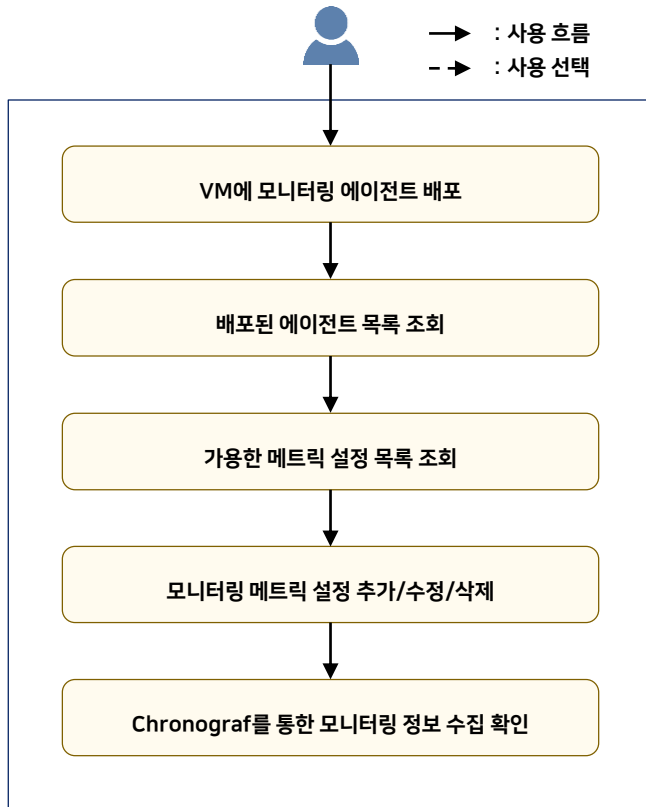 : 사용 흐름
: 사용 선택
VM에 모니터링 에이전트 배포
배포된 에이전트 목록 조회
가용한 메트릭 설정 목록 조회
모니터링 메트릭 설정 추가/수정/삭제
Chronograf를 통한 모니터링 정보 수집 확인